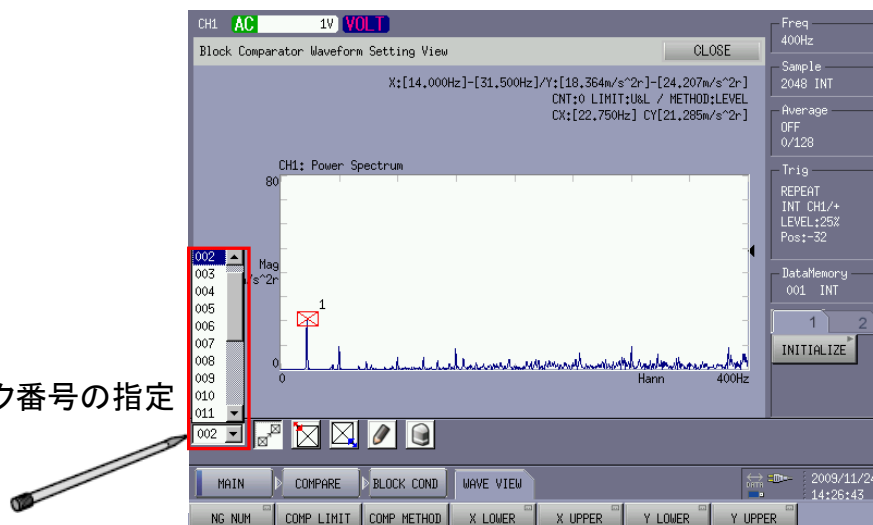 CH1 AC 1V VOLT
Block Comparator Waveform Setting View CLOSE
X:[14.000Hz]-[31.500Hz]/Y:[18.364m/s^2r]-[24.207m/s^2r]
CNT:0 LIMIT:U&L / METHOD:LEVEL
CX:[22.750Hz] CY[21.285m/s^2r]
CH1: Power Spectrum
80
Mag
/s^2r
1
0
0 Hann 400Hz
002
003
004
005
006
007
008
009
010
011
002
ク番号の指定
Freq
400Hz
Sample
2048 INT
Average
OFF
0/128
Trig
REPEAT
INT CH1/+
LEVEL:25%
Pos:-32
DataMemory
001 INT
1 2
INITIALIZE
MAIN COMPARE BLOCK COND WAVE VIEW
DATA
2009/11/24
14:26:43
NG NUM COMP LIMIT COMP METHOD X LOWER X UPPER Y LOWER Y UPPER